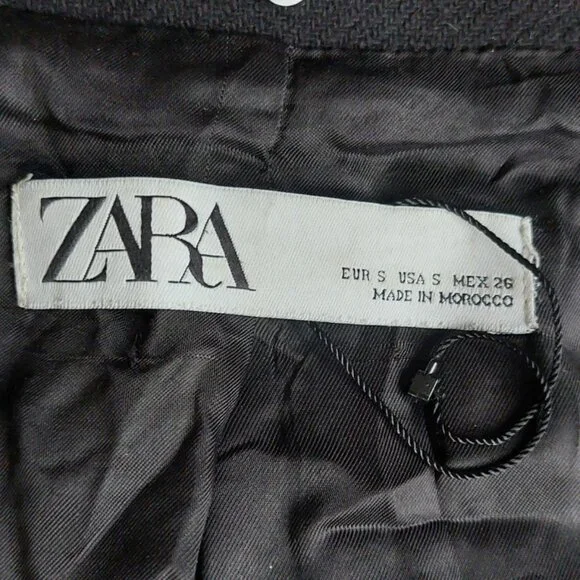 ZARA
EUR S USA S MEX 26
MADE IN MOROCCO